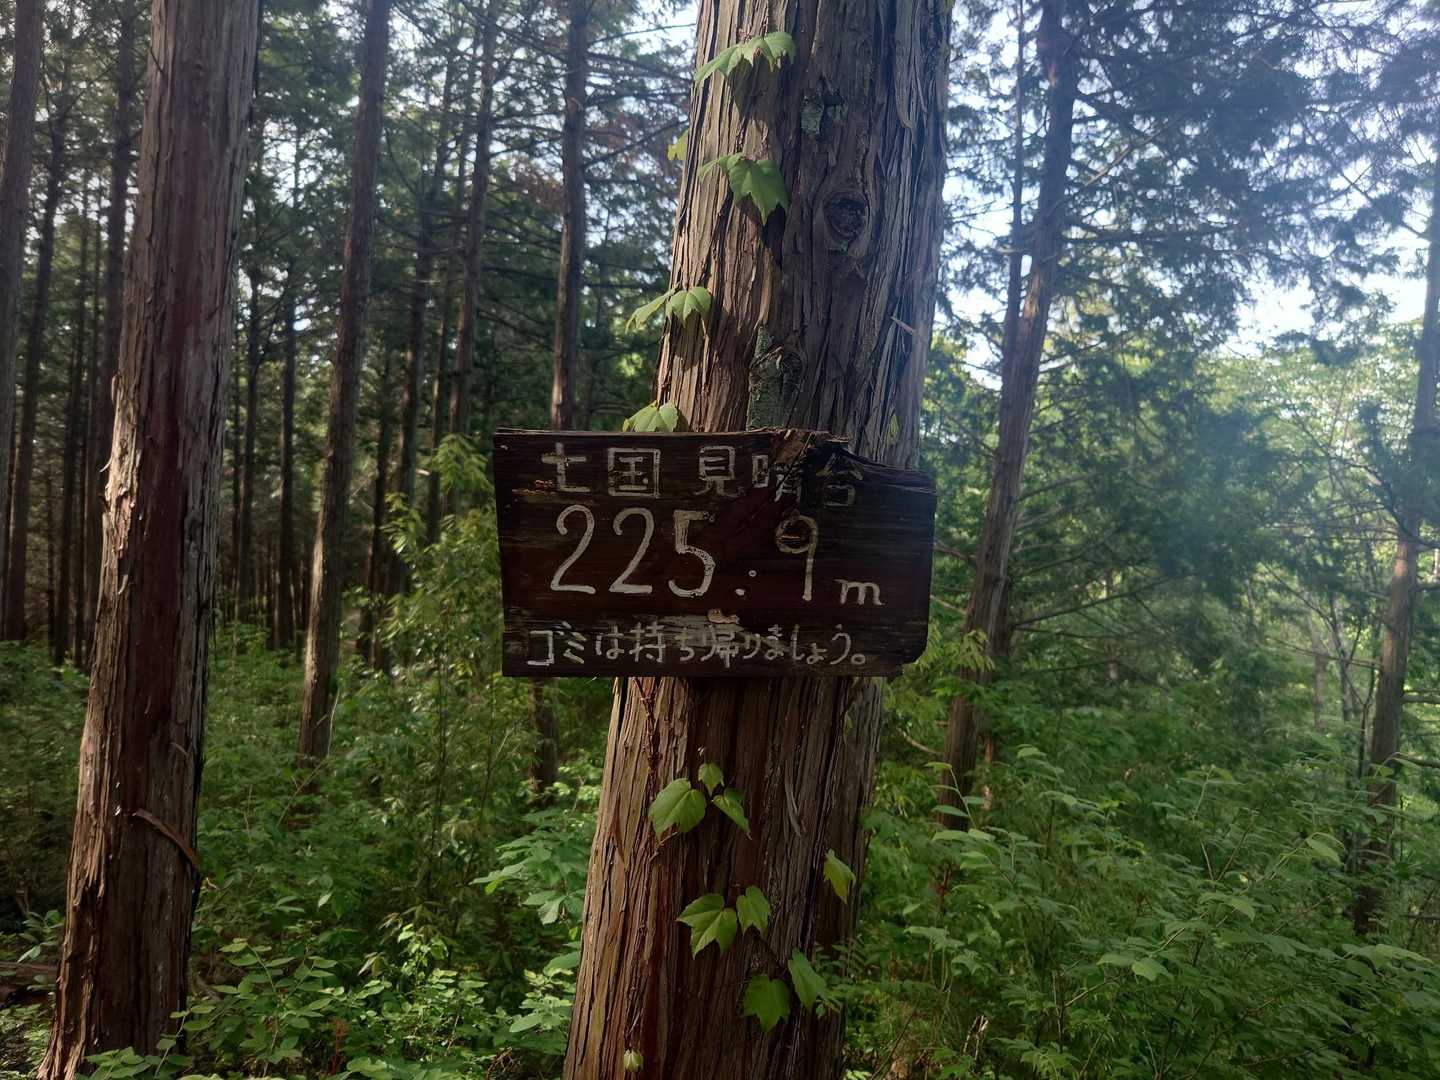 七国 見晴台
225.9m
ゴミは持ち帰りましょう。